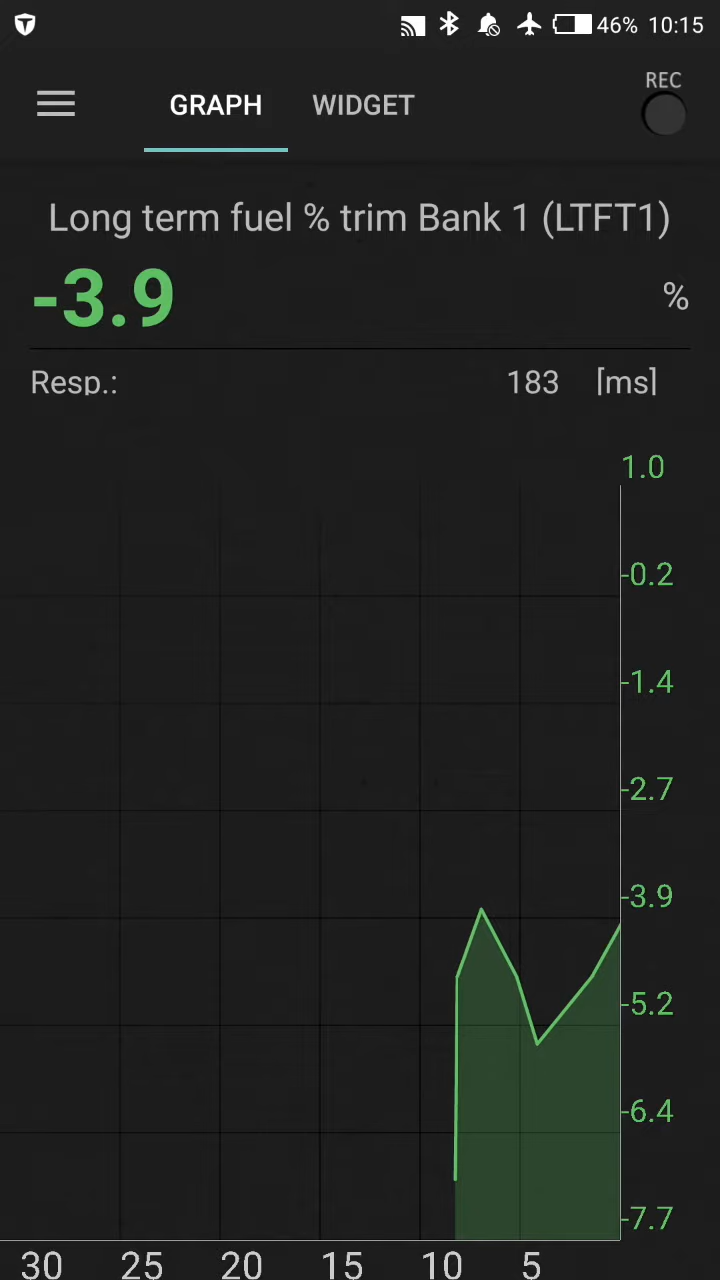 46% 10:15
GRAPH WIDGET REC
Long term fuel % trim Bank 1 (LTFT1)
-3.9 %
Resp.: 183 [ms]
1.0
-0.2
-1.4
-2.7
-3.9
-5.2
-6.4
-7.7
30 25 20 15 10 5